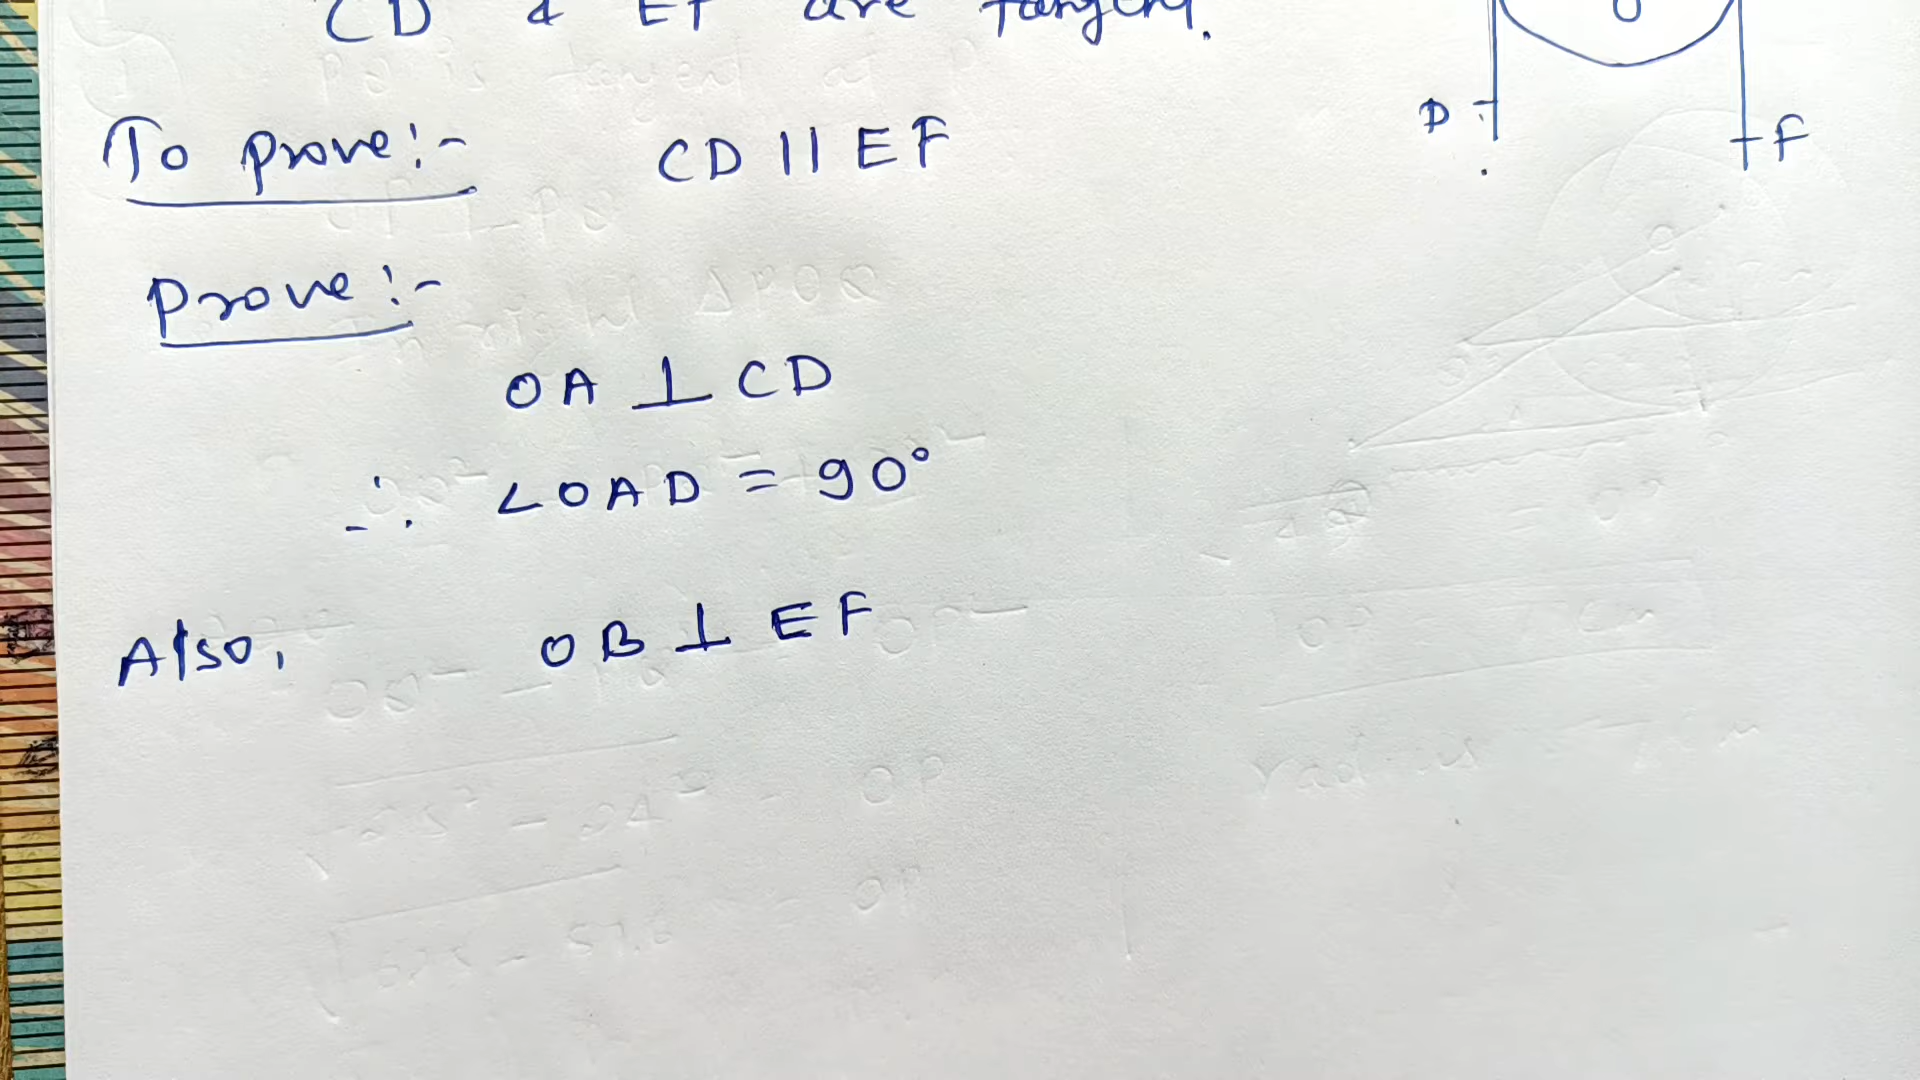 CD & EF are tangent.
D F
To prove:- CD || EF
Prove:-
OA ⊥ CD
∴ ∠OAD = 90°
Also, OB ⊥ EF